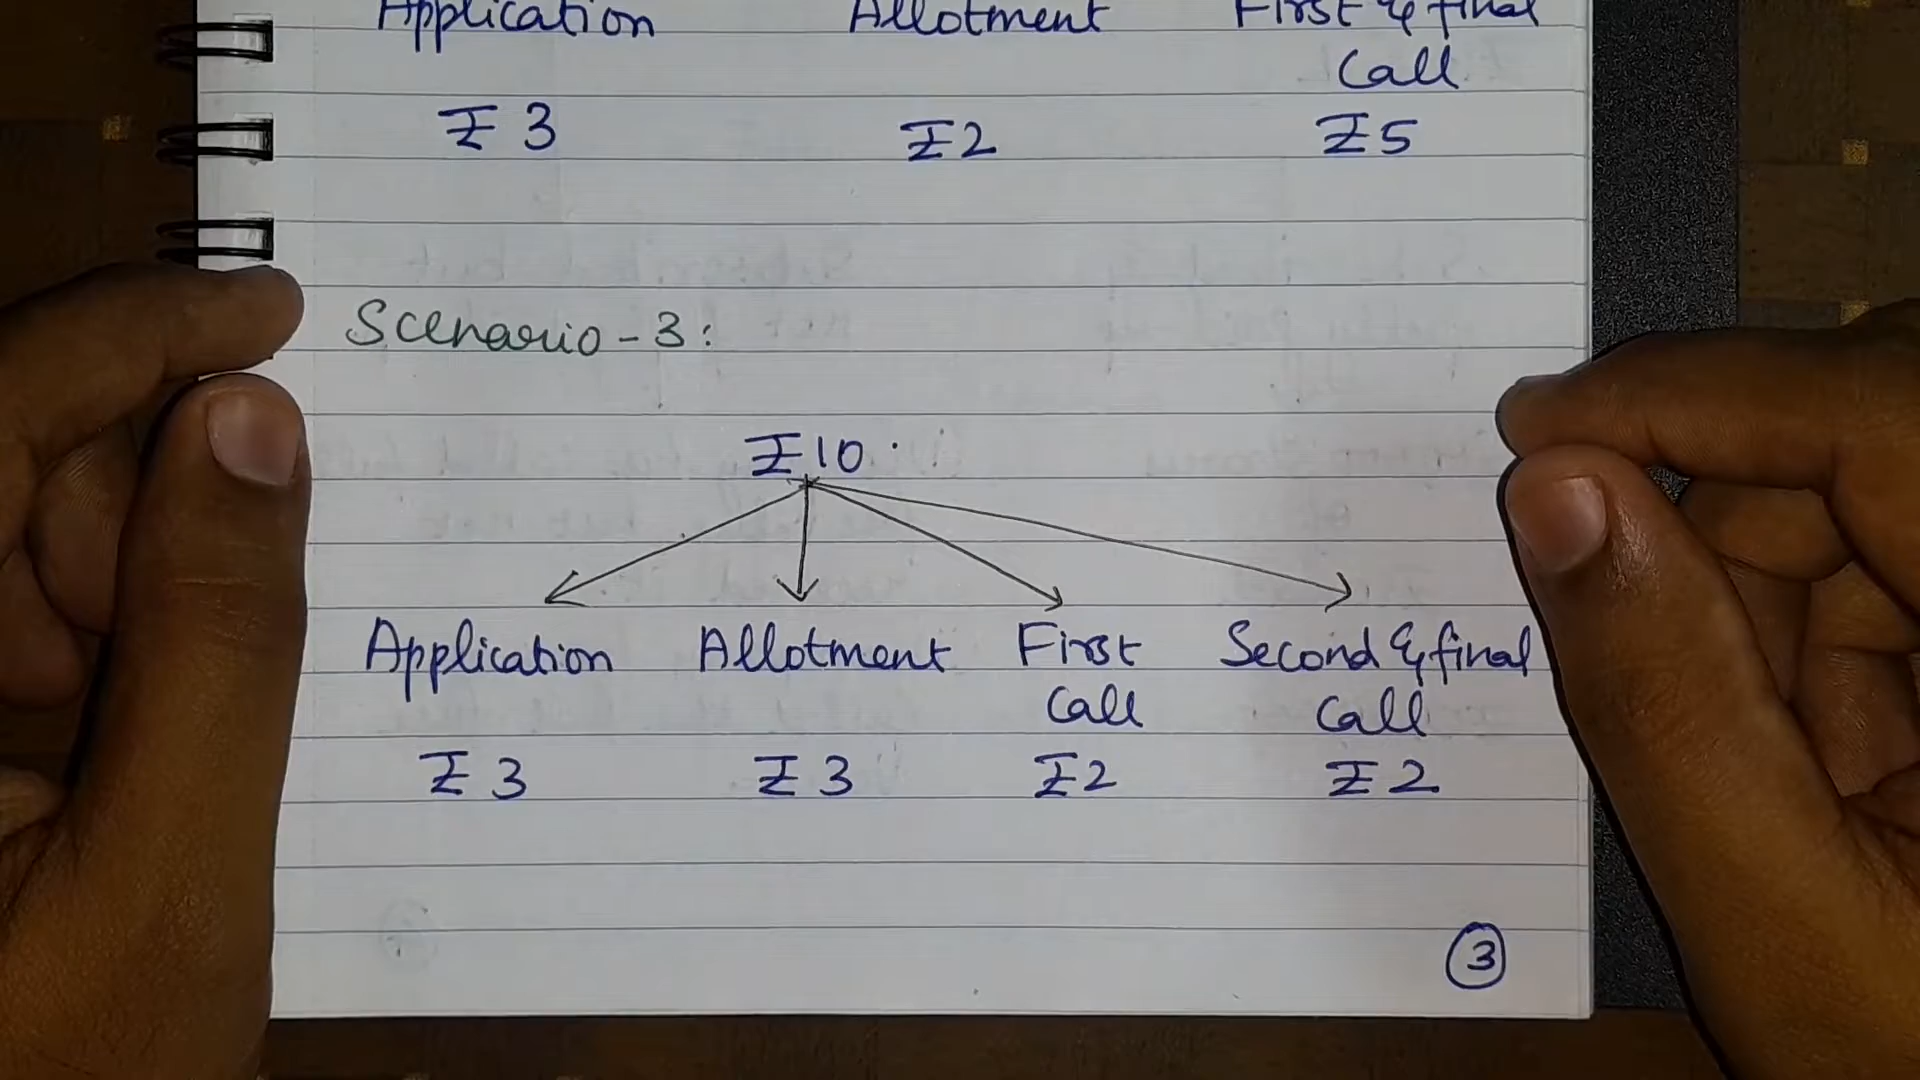 Application Allotment First & final
Call
₹ 3 ₹2 ₹5
Scenario-3:
₹10
Application Allotment First Second & final
Call Call
₹ 3 ₹ 3 ₹2 ₹ 2
3